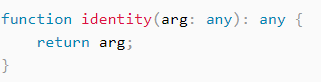 function identity(arg: any): any {
    return arg;
}